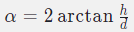 α = 2 arctan h/d